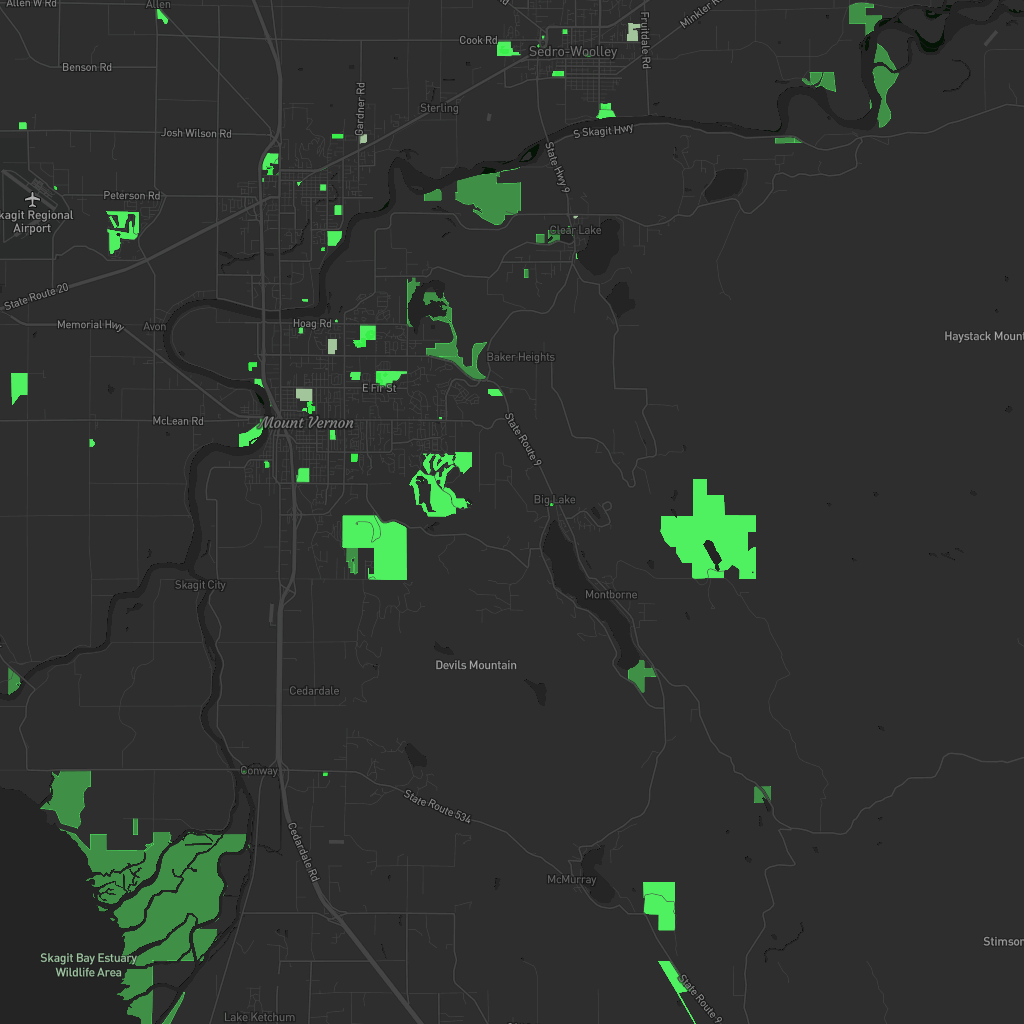 Allen W Rd
Allen
Rd
Minkler R
Fruitdale Rd
Cook Rd
Sedro-Woolley
Benson Rd
Gardner Rd
Sterling
Josh Wilson Rd
S Skagit Hwy
State Hwy 9
Peterson Rd
kagit Regional
Airport
Clear Lake
State Route 20
Memorial Hwy
Avon
Hoag Rd
Haystack Mount
Baker Heights
E Fir St
McLean Rd
Mount Vernon
State Route 9
Big Lake
Skagit City
Montborne
Devils Mountain
Cedardale
Conway
State Route 534
Cedardale Rd
McMurray
Stimson
Skagit Bay Estuary
Wildlife Area
State Route 9
Lake Ketchum